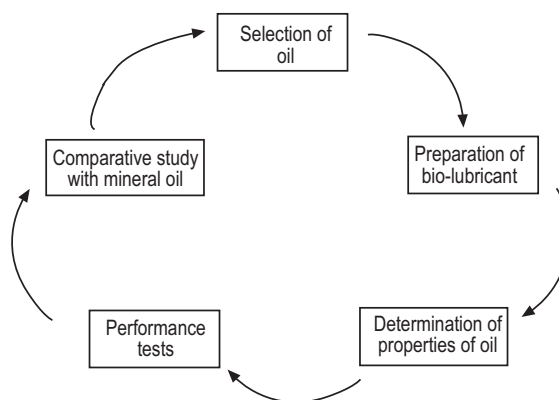 Selection of
oil
Preparation of
bio-lubricant
Determination of
properties of oil
Performance
tests
Comparative study
with mineral oil